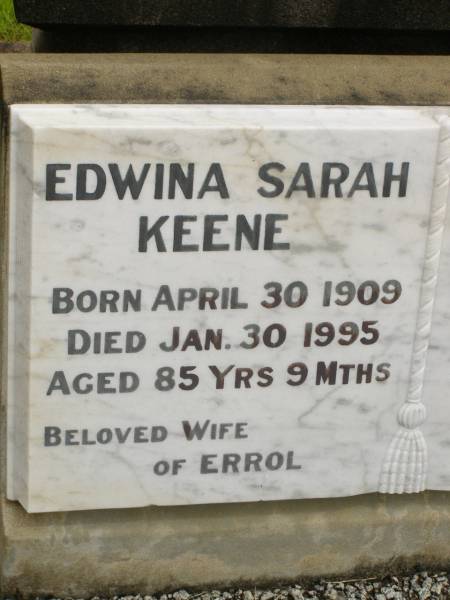 EDWINA SARAH
KEENE
BORN APRIL 30 1909
DIED JAN. 30 1995
AGED 85 YRS 9 MTHS
BELOVED WIFE
OF ERROL